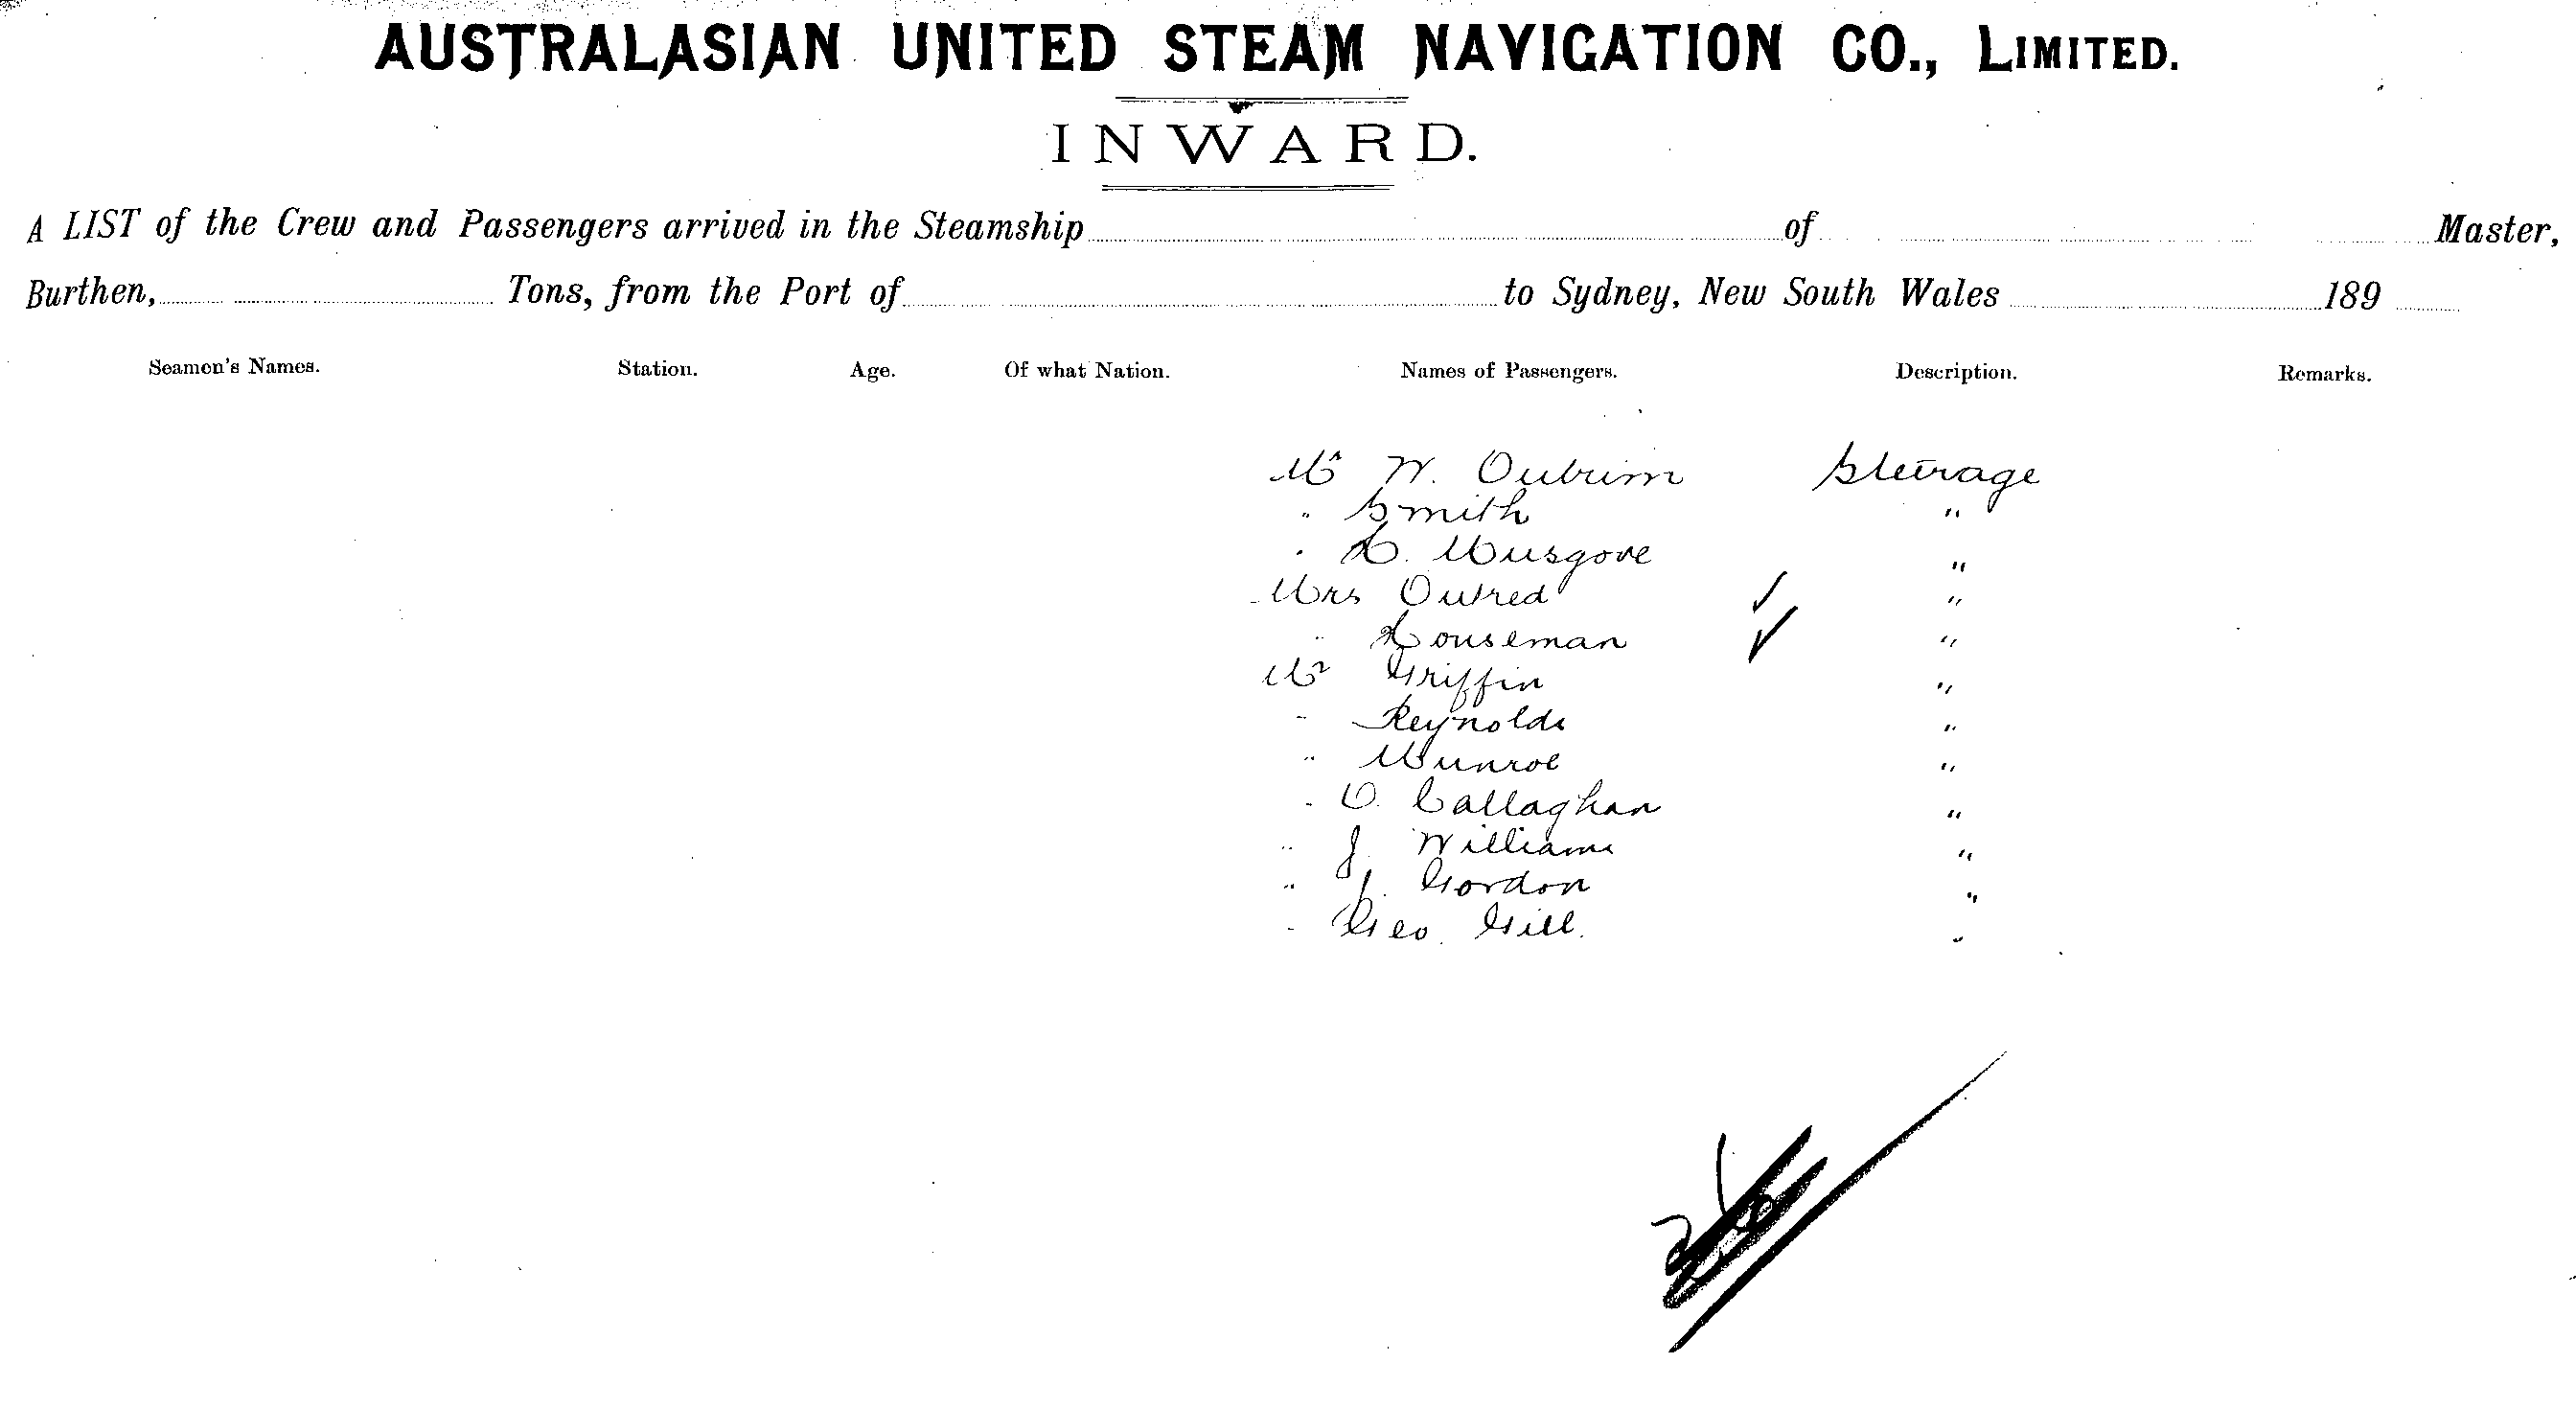 AUSTRALASIAN UNITED STEAM NAVIGATION CO., LIMITED.
INWARD.
A LIST of the Crew and Passengers arrived in the Steamship of Master,
Burthen, Tons, from the Port of to Sydney, New South Wales 189
Seamen's Names. Station. Age. Of what Nation. Names of Passengers. Description. Remarks.
Mr W. Oubrim Steerage
" Smith "
" H. Musgove "
Mrs Outred ✓ "
" Houseman ✓ "
Mr Griffin "
" Reynolds "
" Munroe "
" O. Callaghan "
" J. Williams "
" J. Gordon "
" Geo. Gill. "